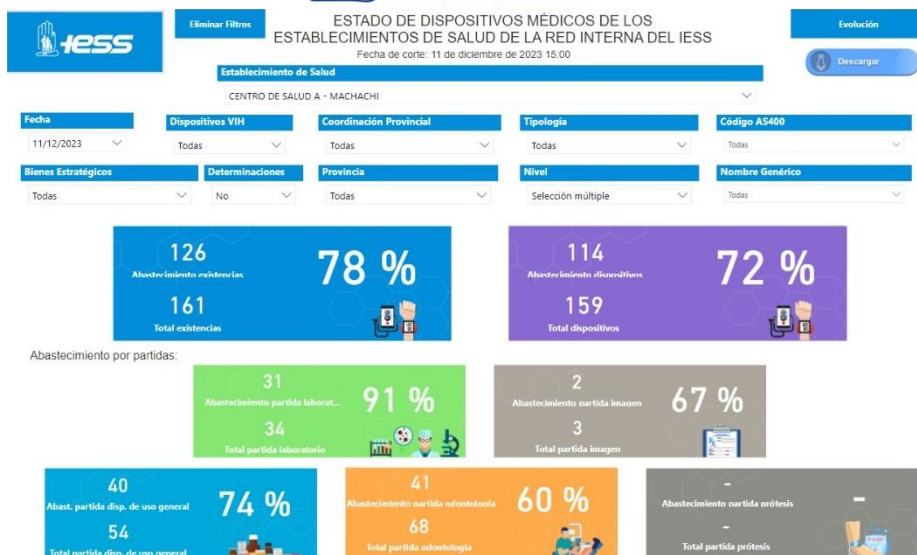 iess
Eliminar Filtros
ESTADO DE DISPOSITIVOS MÉDICOS DE LOS
ESTABLECIMIENTOS DE SALUD DE LA RED INTERNA DEL IESS
Fecha de corte: 11 de diciembre de 2023 15:00
Evolución
Descargar
Establecimiento de Salud
CENTRO DE SALUD A - MACHACHI
Fecha
Dispositivos VIH
Coordinación Provincial
Tipología
Código AS400
11/12/2023
Todas
Todas
Todas
Todas
Bienes Estratégicos
Determinaciones
Provincia
Nivel
Nombre Genérico
Todas
No
Todas
Selección múltiple
Todas
126
Abastecimiento existencias
161
Total existencias
78 %
114
Abastecimiento dispositivos
159
Total dispositivos
72 %
Abastecimiento por partidas:
31
Abastecimiento partida laborat...
34
Total partida laboratorio
91 %
2
Abastecimiento partida imagen
3
Total partida imagen
67 %
40
Abast. partida disp. de uso general
54
Total partida disp. de uso general
74 %
41
Abastecimiento partida odontología
68
Total partida odontología
60 %
-
Abastecimiento partida prótesis
-
Total partida prótesis
-